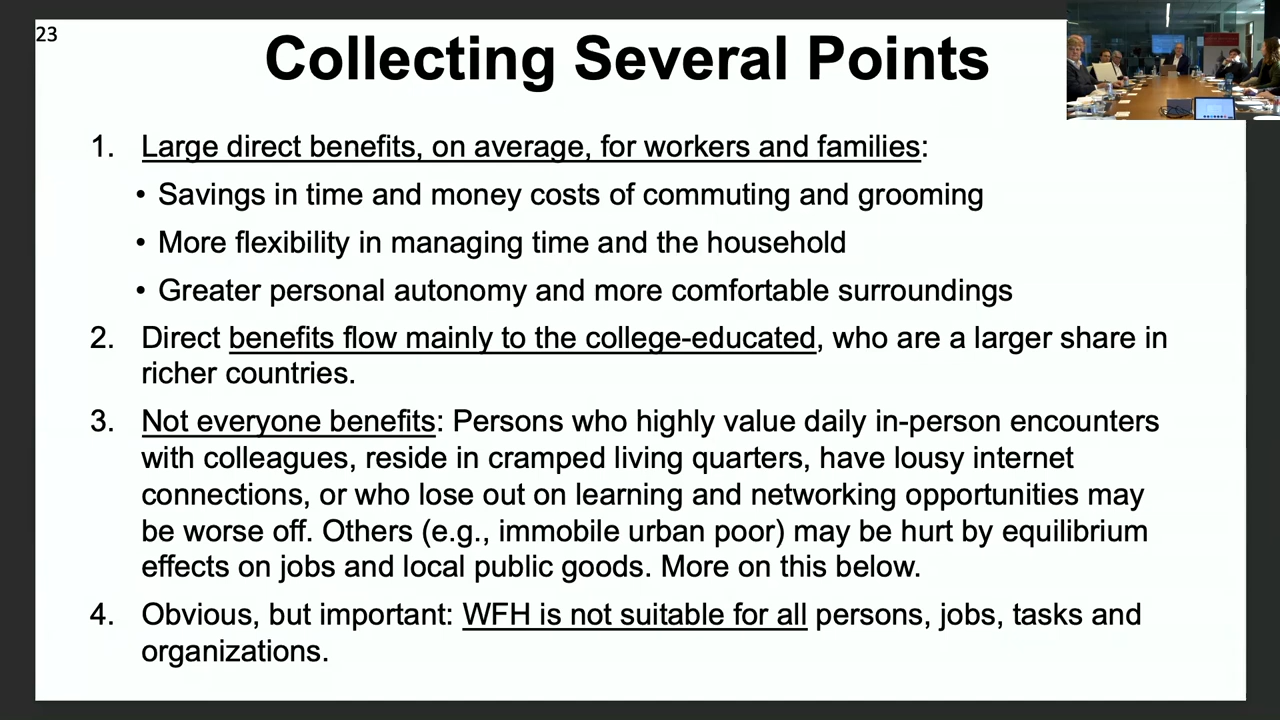 23
Collecting Several Points
1. Large direct benefits, on average, for workers and families:
• Savings in time and money costs of commuting and grooming
• More flexibility in managing time and the household
• Greater personal autonomy and more comfortable surroundings
2. Direct benefits flow mainly to the college-educated, who are a larger share in
richer countries.
3. Not everyone benefits: Persons who highly value daily in-person encounters
with colleagues, reside in cramped living quarters, have lousy internet
connections, or who lose out on learning and networking opportunities may
be worse off. Others (e.g., immobile urban poor) may be hurt by equilibrium
effects on jobs and local public goods. More on this below.
4. Obvious, but important: WFH is not suitable for all persons, jobs, tasks and
organizations.